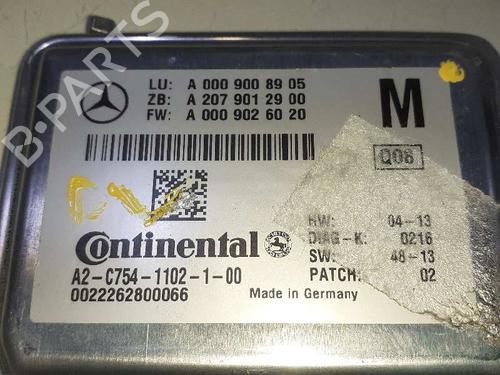 B-PARTS
LU: A 000 900 89 05
ZB: A 207 901 29 00
FW: A 000 902 60 20
M
Q08
Continental
HW: 04-13
DIAG-K: 0216
SW: 48-13
PATCH: 02
A2-C754-1102-1-00
0022262800066
Made in Germany